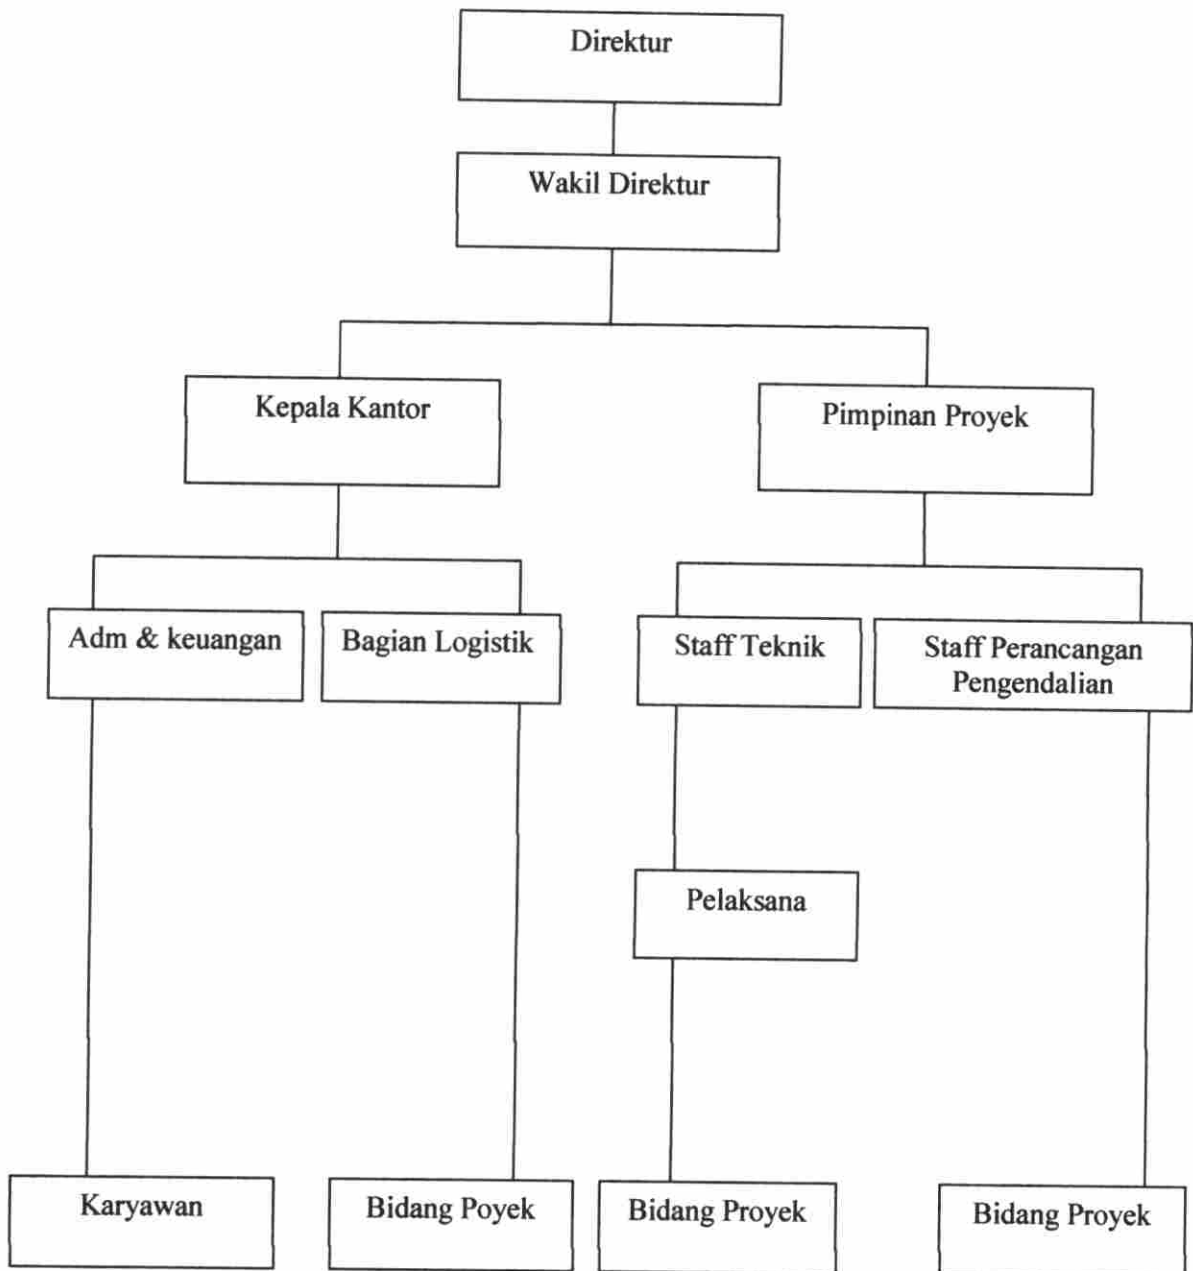 Direktur
Wakil Direktur
Kepala Kantor
Pimpinan Proyek
Adm & keuangan
Bagian Logistik
Staff Teknik
Staff Perancangan
Pengendalian
Pelaksana
Karyawan
Bidang Poyek
Bidang Proyek
Bidang Proyek